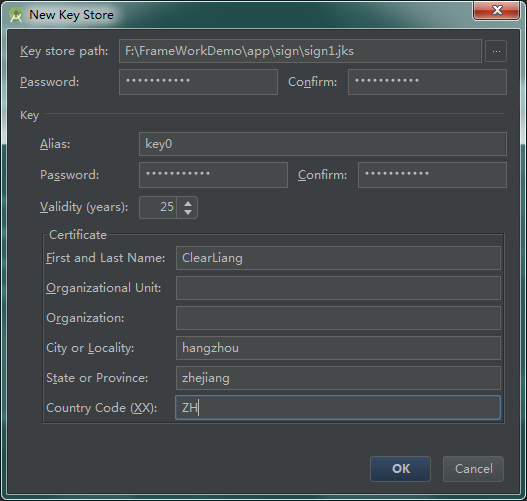 New Key Store
Key store path: F:\FrameWorkDemo\app\sign\sign1.jks ...
Password: ••••••••••• Confirm: •••••••••••
Key
Alias: key0
Password: ••••••••••• Confirm: •••••••••••
Validity (years): 25
Certificate
First and Last Name: ClearLiang
Organizational Unit:
Organization:
City or Locality: hangzhou
State or Province: zhejiang
Country Code (XX): ZH
OK Cancel